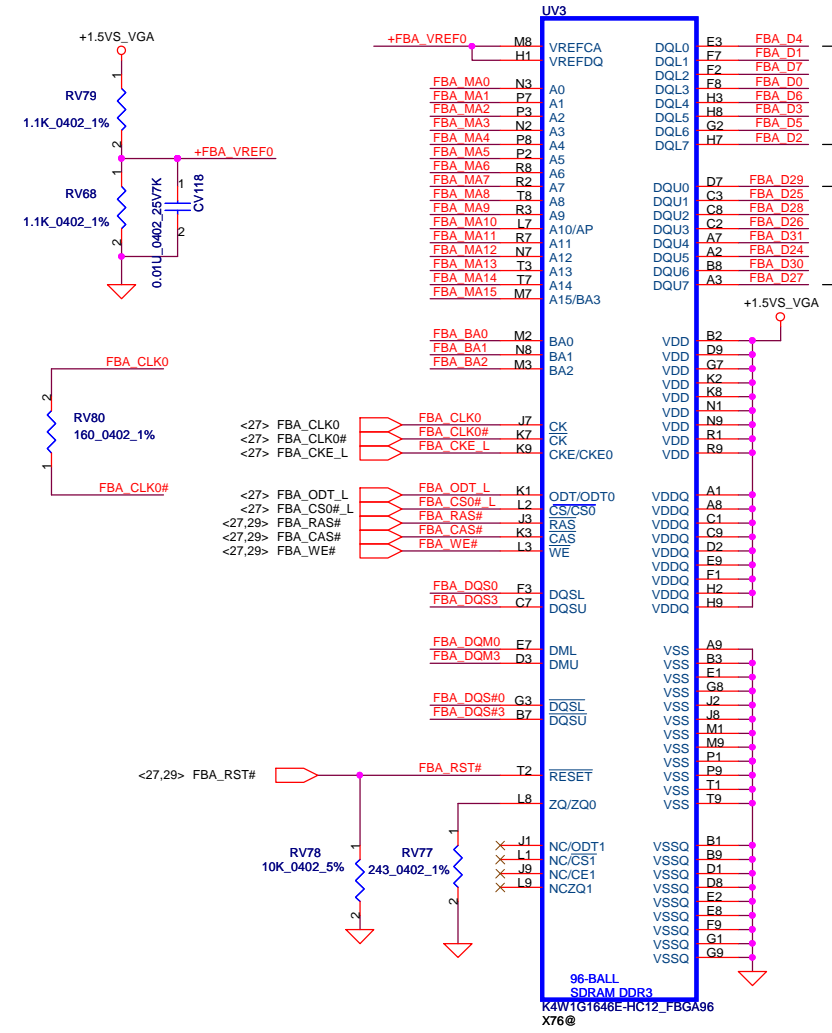 UV3
+1.5VS_VGA
1
RV79
1.1K_0402_1%
2
+FBA_VREF0
RV68
1.1K_0402_1%
2
1
CV118
0.01U_0402_25V7K
2
FBA_CLK0
2
RV80
160_0402_1%
1
FBA_CLK0#
+FBA_VREF0 M8 VREFCA
H1 VREFDQ
FBA_MA0 N3 A0
FBA_MA1 P7 A1
FBA_MA2 P3 A2
FBA_MA3 N2 A3
FBA_MA4 P8 A4
FBA_MA5 P2 A5
FBA_MA6 R8 A6
FBA_MA7 R2 A7
FBA_MA8 T8 A8
FBA_MA9 R3 A9
FBA_MA10 L7 A10/AP
FBA_MA11 R7 A11
FBA_MA12 N7 A12
FBA_MA13 T3 A13
FBA_MA14 T7 A14
FBA_MA15 M7 A15/BA3
FBA_BA0 M2 BA0
FBA_BA1 N8 BA1
FBA_BA2 M3 BA2
<27> FBA_CLK0 FBA_CLK0 J7 CK
<27> FBA_CLK0# FBA_CLK0# K7 CK
<27> FBA_CKE_L FBA_CKE_L K9 CKE/CKE0
<27> FBA_ODT_L FBA_ODT_L K1 ODT/ODT0
<27> FBA_CS0#_L FBA_CS0#_L L2 CS/CS0
<27,29> FBA_RAS# FBA_RAS# J3 RAS
<27,29> FBA_CAS# FBA_CAS# K3 CAS
<27,29> FBA_WE# FBA_WE# L3 WE
FBA_DQS0 F3 DQSL
FBA_DQS3 C7 DQSU
FBA_DQM0 E7 DML
FBA_DQM3 D3 DMU
FBA_DQS#0 G3 DQSL
FBA_DQS#3 B7 DQSU
<27,29> FBA_RST# FBA_RST# T2 RESET
L8 ZQ/ZQ0
1
RV78
10K_0402_5%
2
1
RV77
243_0402_1%
2
J1 NC/ODT1
L1 NC/CS1
J9 NC/CE1
L9 NCZQ1
DQL0 E3 FBA_D4
DQL1 F7 FBA_D1
DQL2 F2 FBA_D7
DQL3 F8 FBA_D0
DQL4 H3 FBA_D6
DQL5 H8 FBA_D3
DQL6 G2 FBA_D5
DQL7 H7 FBA_D2
DQU0 D7 FBA_D29
DQU1 C3 FBA_D25
DQU2 C8 FBA_D28
DQU3 C2 FBA_D26
DQU4 A7 FBA_D31
DQU5 A2 FBA_D24
DQU6 B8 FBA_D30
DQU7 A3 FBA_D27
+1.5VS_VGA
VDD B2
VDD D9
VDD G7
VDD K2
VDD K8
VDD N1
VDD N9
VDD R1
VDD R9
VDDQ A1
VDDQ A8
VDDQ C1
VDDQ C9
VDDQ D2
VDDQ E9
VDDQ F1
VDDQ H2
VDDQ H9
VSS A9
VSS B3
VSS E1
VSS G8
VSS J2
VSS J8
VSS M1
VSS M9
VSS P1
VSS P9
VSS T1
VSS T9
VSSQ B1
VSSQ B9
VSSQ D1
VSSQ D8
VSSQ E2
VSSQ E8
VSSQ F9
VSSQ G1
VSSQ G9
96-BALL
SDRAM DDR3
K4W1G1646E-HC12_FBGA96
X76@